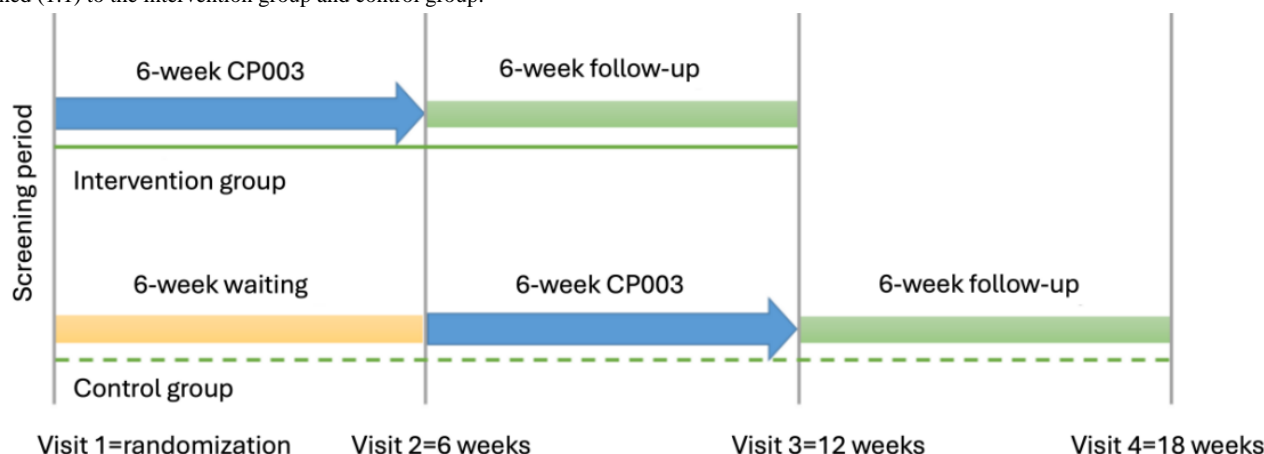 (1:1) to the intervention group and control group.
6-week CP003
6-week follow-up
Screening period
Intervention group
6-week waiting
6-week CP003
6-week follow-up
Control group
Visit 1=randomization
Visit 2=6 weeks
Visit 3=12 weeks
Visit 4=18 weeks